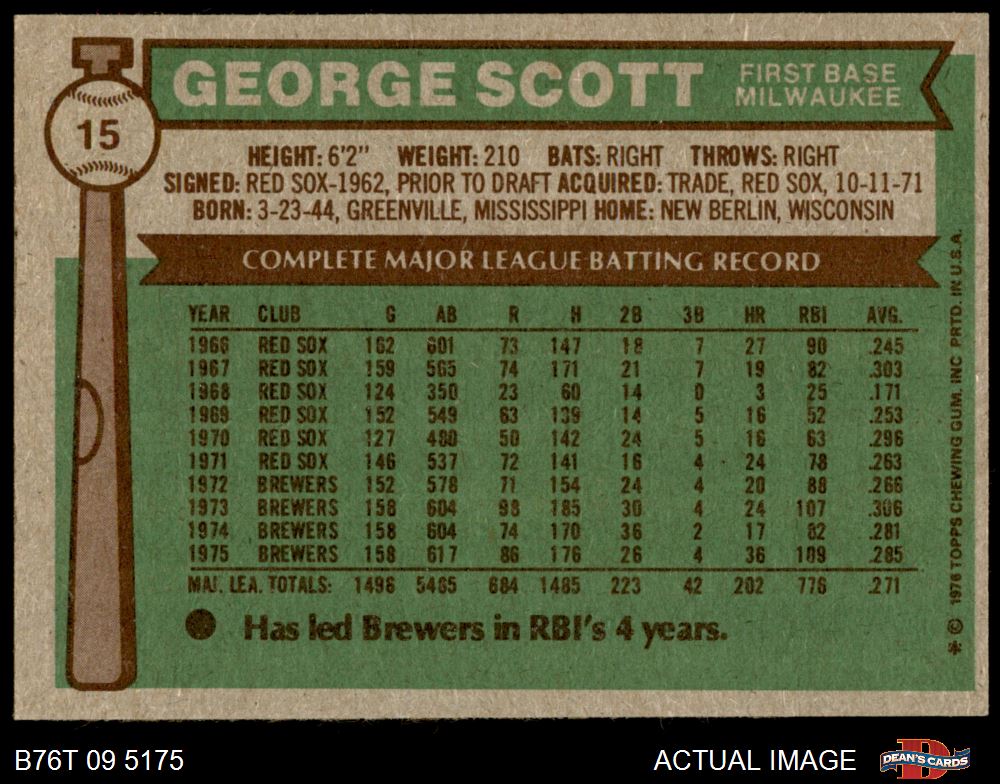 GEORGE SCOTT
FIRST BASE
MILWAUKEE
15
HEIGHT: 6'2" WEIGHT: 210 BATS: RIGHT THROWS: RIGHT
SIGNED: RED SOX-1962, PRIOR TO DRAFT ACQUIRED: TRADE, RED SOX, 10-11-71
BORN: 3-23-44, GREENVILLE, MISSISSIPPI HOME: NEW BERLIN, WISCONSIN
COMPLETE MAJOR LEAGUE BATTING RECORD
YEAR CLUB G AB R H 2B 3B HR RBI AVG.
1966 RED SOX 162 601 73 147 18 7 27 90 .245
1967 RED SOX 159 565 74 171 21 7 19 82 .303
1968 RED SOX 124 350 23 60 14 0 3 25 .171
1969 RED SOX 152 549 63 139 14 5 16 52 .253
1970 RED SOX 127 480 50 142 24 5 16 63 .296
1971 RED SOX 146 537 72 141 16 4 24 78 .263
1972 BREWERS 152 578 71 154 24 4 20 88 .266
1973 BREWERS 158 604 98 185 30 4 24 107 .306
1974 BREWERS 158 604 74 170 36 2 17 82 .281
1975 BREWERS 158 617 86 176 26 4 36 109 .285
MAJ. LEA. TOTALS: 1496 5485 684 1485 223 42 202 776 .271
Has led Brewers in RBI's 4 years.
* © 1976 TOPPS CHEWING GUM, INC PRTD. IN U.S.A.
B76T 09 5175
ACTUAL IMAGE
D
DEAN'S CARDS